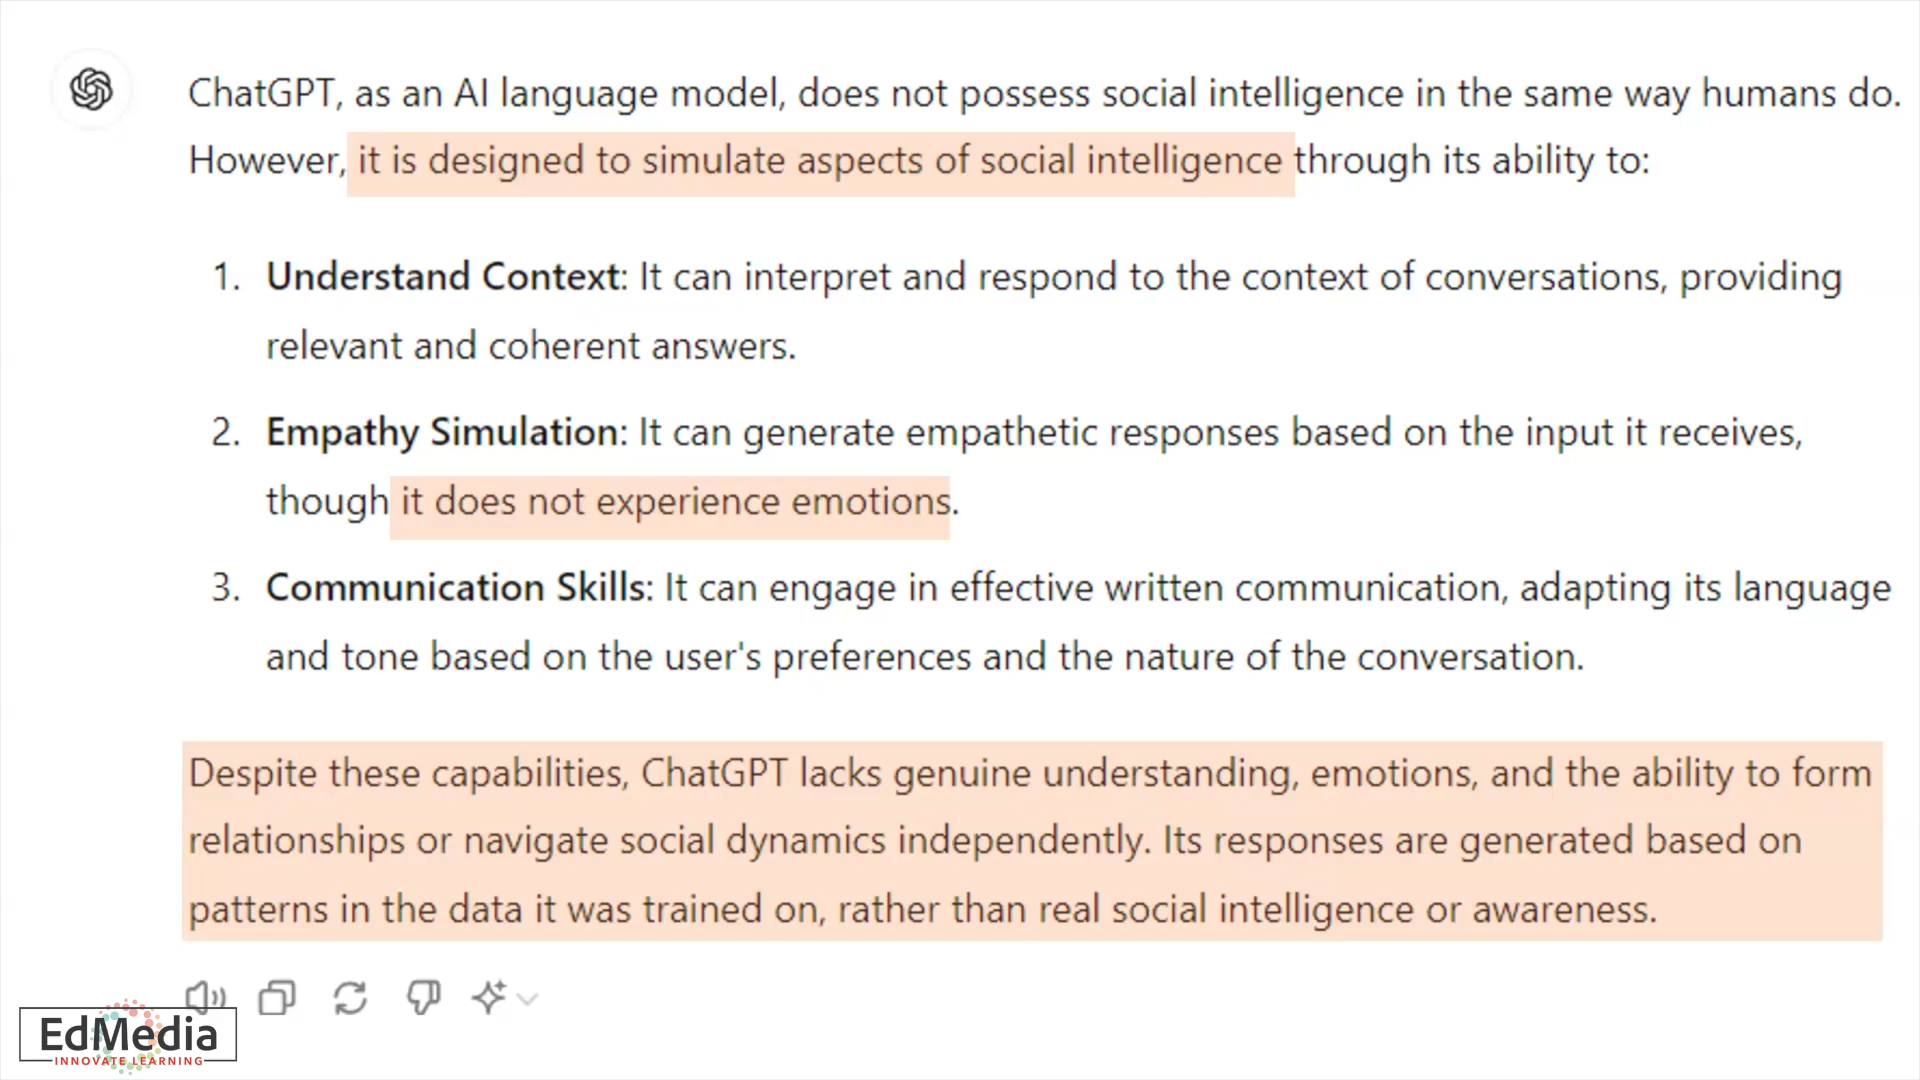 ChatGPT, as an AI language model, does not possess social intelligence in the same way humans do.
However, it is designed to simulate aspects of social intelligence through its ability to:
1. Understand Context: It can interpret and respond to the context of conversations, providing
relevant and coherent answers.
2. Empathy Simulation: It can generate empathetic responses based on the input it receives,
though it does not experience emotions.
3. Communication Skills: It can engage in effective written communication, adapting its language
and tone based on the user's preferences and the nature of the conversation.
Despite these capabilities, ChatGPT lacks genuine understanding, emotions, and the ability to form
relationships or navigate social dynamics independently. Its responses are generated based on
patterns in the data it was trained on, rather than real social intelligence or awareness.
EdMedia
INNOVATE LEARNING